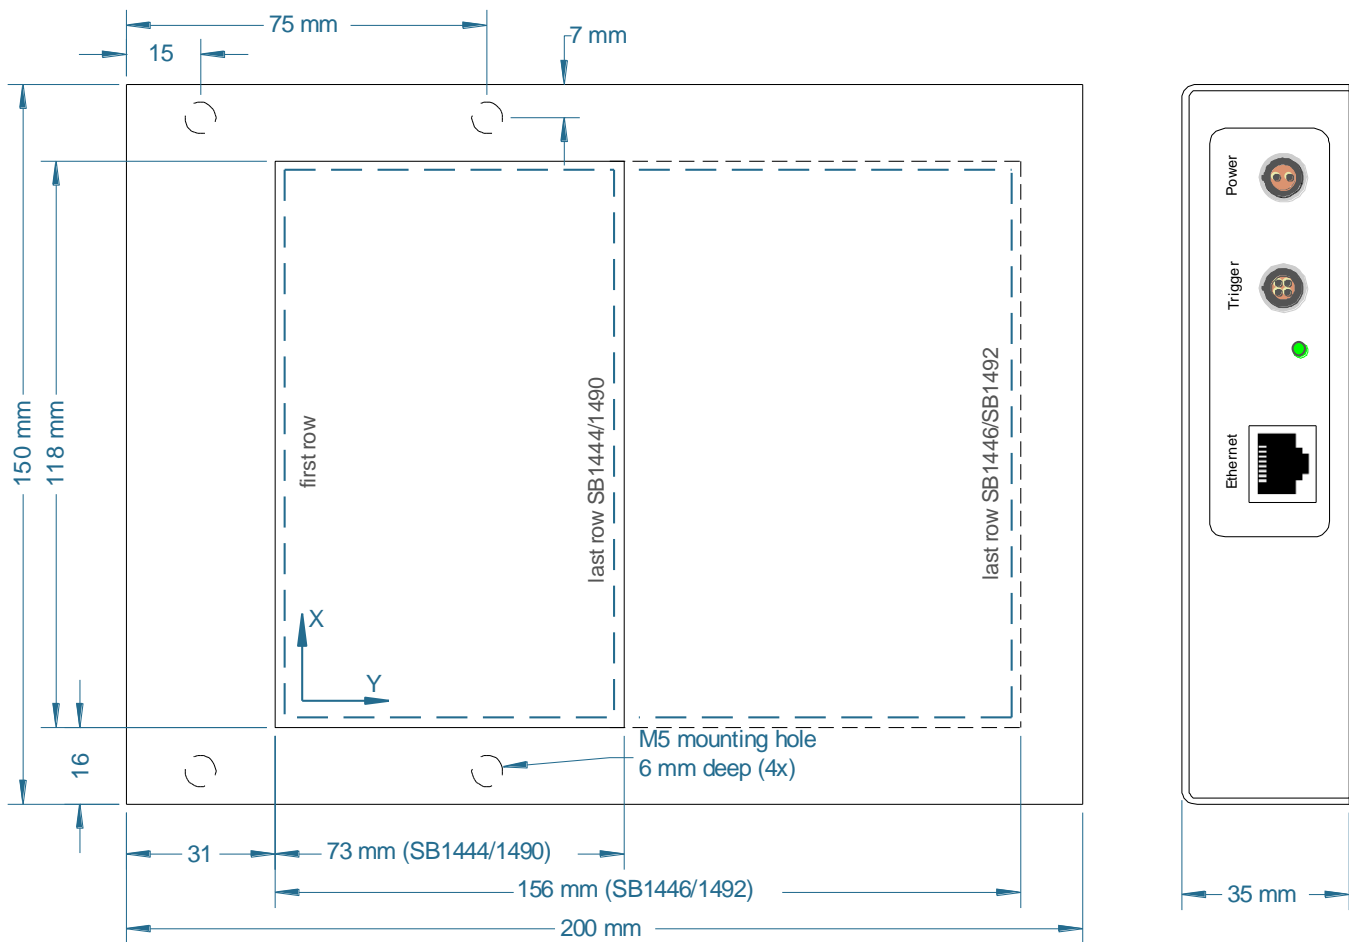 75 mm
7 mm
15
Power
Trigger
Ethernet
150 mm
118 mm
first row
last row SB1444/1490
last row SB1446/SB1492
X
Y
M5 mounting hole
6 mm deep (4x)
16
31
73 mm (SB1444/1490)
156 mm (SB1446/1492)
200 mm
35 mm